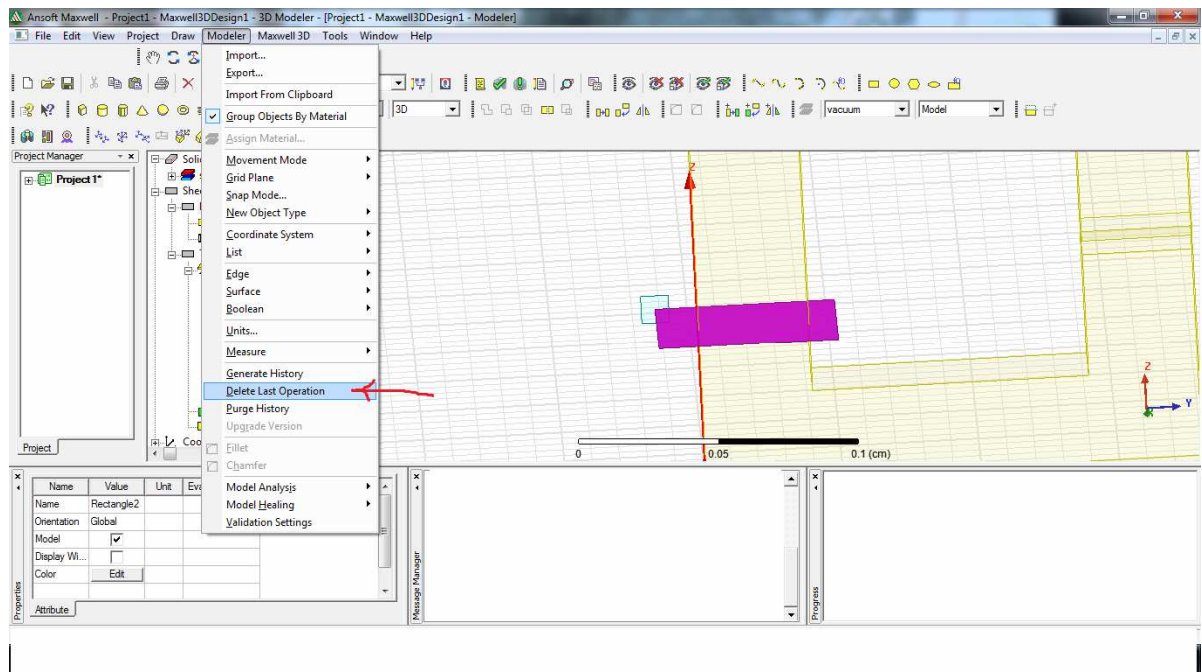 Ansoft Maxwell - Project1 - Maxwell3DDesign1 - 3D Modeler - [Project1 - Maxwell3DDesign1 - Modeler]
File Edit View Project Draw Modeler Maxwell 3D Tools Window Help
Import...
Export...
Import From Clipboard
3D vacuum Model
Group Objects By Material
Assign Material...
Project Manager
Project1*
Movement Mode
Grid Plane
Snap Mode...
New Object Type
Coordinate System
List
Edge
Surface
Boolean
Units...
Measure
Generate History
Delete Last Operation
Purge History
Upgrade Version
Fillet
Chamfer
Model Analysis
Model Healing
Validation Settings
Z
Z
Y
0 0.05 0.1 (cm)
Project
Name Value Unit
Name Rectangle2
Orientation Global
Model
Display Wi...
Color Edit
Attribute
Properties
Message Manager
Progress